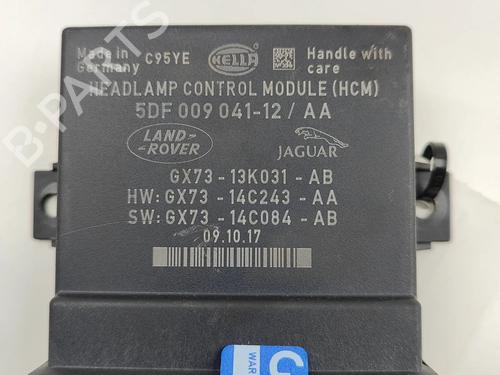 Made in
Germany
C95YE
HELLA
Handle with
care
HEADLAMP CONTROL MODULE (HCM)
5DF 009 041-12 / AA
LAND-
ROVER
JAGUAR
GX73 - 13K031 - AB
HW: GX73 - 14C243 - AA
SW: GX73 - 14C084 - AB
09.10.17
B-PARTS